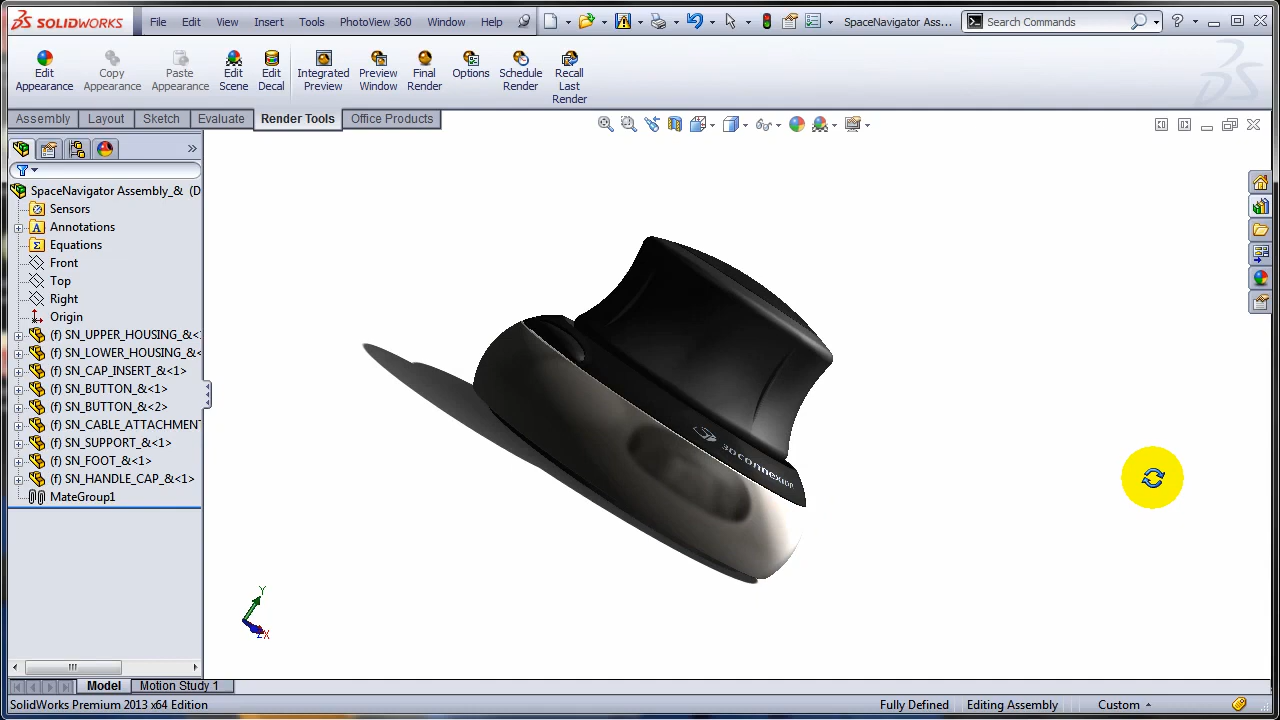 SOLIDWORKS File Edit View Insert Tools PhotoView 360 Window Help SpaceNavigator Ass... Search Commands
Edit Appearance
Copy Appearance
Paste Appearance
Edit Scene
Edit Decal
Integrated Preview
Preview Window
Final Render
Options
Schedule Render
Recall Last Render
Assembly Layout Sketch Evaluate Render Tools Office Products
SpaceNavigator Assembly_& (D
Sensors
Annotations
Equations
Front
Top
Right
Origin
(f) SN_UPPER_HOUSING_&<
(f) SN_LOWER_HOUSING_&<
(f) SN_CAP_INSERT_&<1>
(f) SN_BUTTON_&<1>
(f) SN_BUTTON_&<2>
(f) SN_CABLE_ATTACHMENT
(f) SN_SUPPORT_&<1>
(f) SN_FOOT_&<1>
(f) SN_HANDLE_CAP_&<1>
MateGroup1
3Dconnexion
Y
Z X
Model Motion Study 1
SolidWorks Premium 2013 x64 Edition Fully Defined Editing Assembly Custom